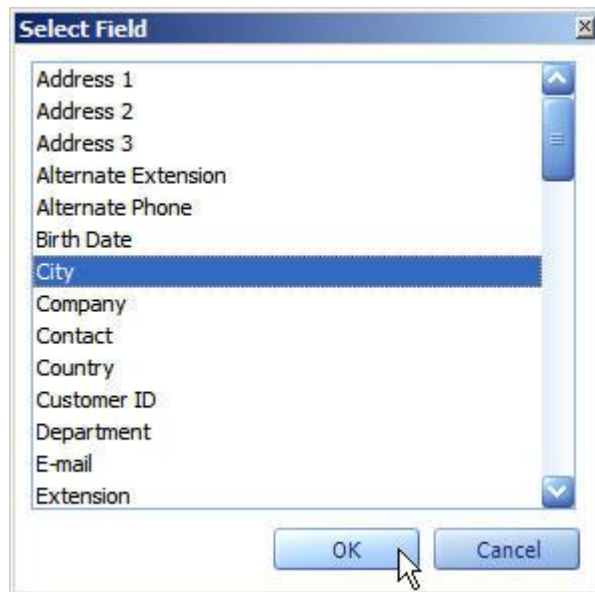 Select Field
Address 1
Address 2
Address 3
Alternate Extension
Alternate Phone
Birth Date
City
Company
Contact
Country
Customer ID
Department
E-mail
Extension
OK
Cancel